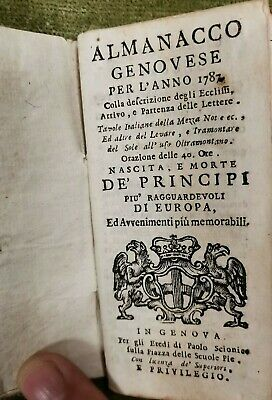 ALMANACCO
GENOVESE
PER L'ANNO 1787.
Colla descrizione degli Ecclissi,
Arrivo, e Partenza delle Lettere.
Tavole Italiane della Mezza Notte ec.,
Ed altre del Levare, e Tramontare
del Sole all'uso Oltramontano.
Orazione delle 40. Ore.
NASCITA, E MORTE
DE' PRINCIPI
PIU' RAGGUARDEVOLI
DI EUROPA,
Ed Avvenimenti più memorabili.
IN GENOVA
Per gli Eredi di Paolo Scionico
sulla Piazza delle Scuole Pie.
Con licenza de' Superiori.
E PRIVILEGIO.